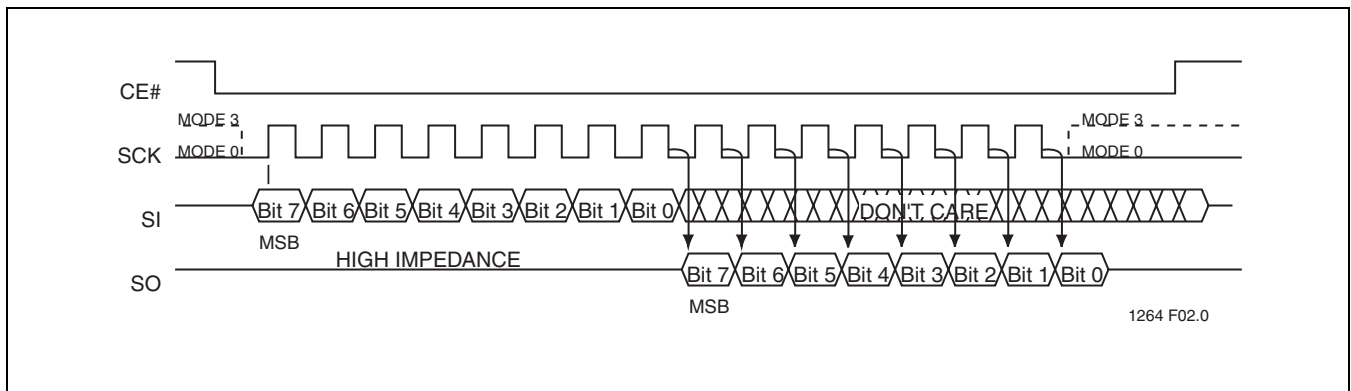 CE#
MODE 3 MODE 3
SCK MODE 0 MODE 0
SI Bit 7 Bit 6 Bit 5 Bit 4 Bit 3 Bit 2 Bit 1 Bit 0 DON'T CARE
MSB
HIGH IMPEDANCE
SO Bit 7 Bit 6 Bit 5 Bit 4 Bit 3 Bit 2 Bit 1 Bit 0
MSB
1264 F02.0